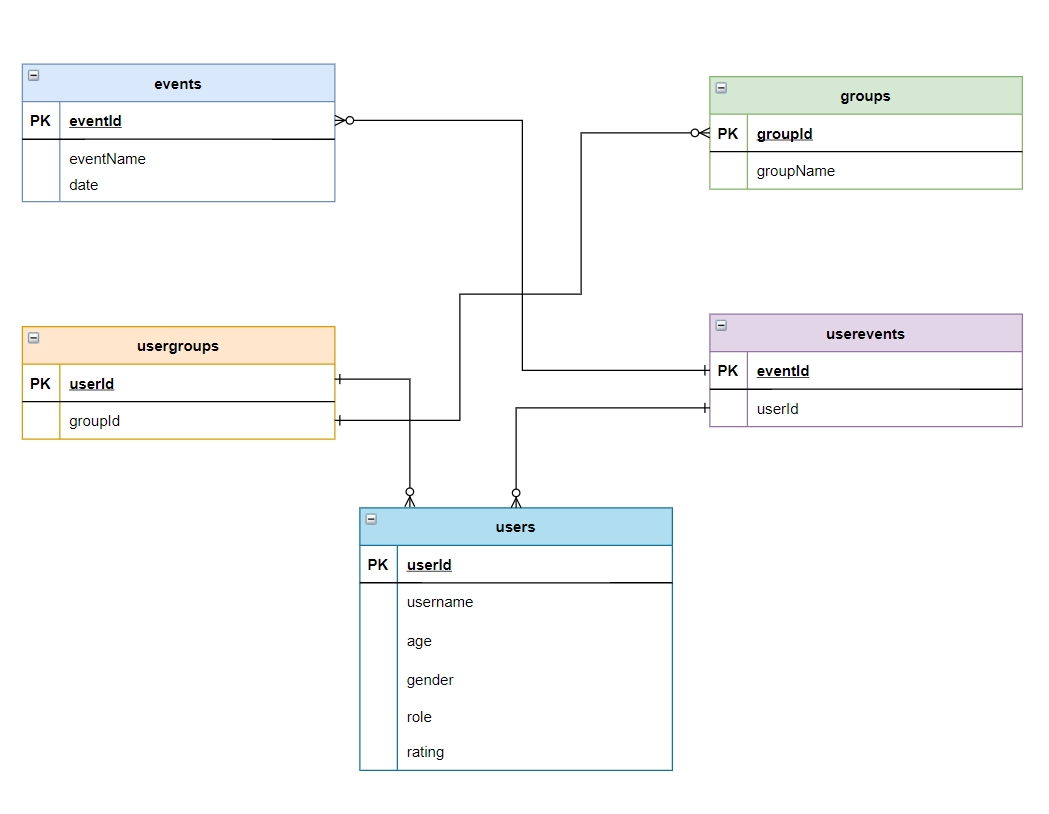 events
PK eventId
eventName
date
groups
PK groupId
groupName
usergroups
PK userId
groupId
userevents
PK eventId
userId
users
PK userId
username
age
gender
role
rating